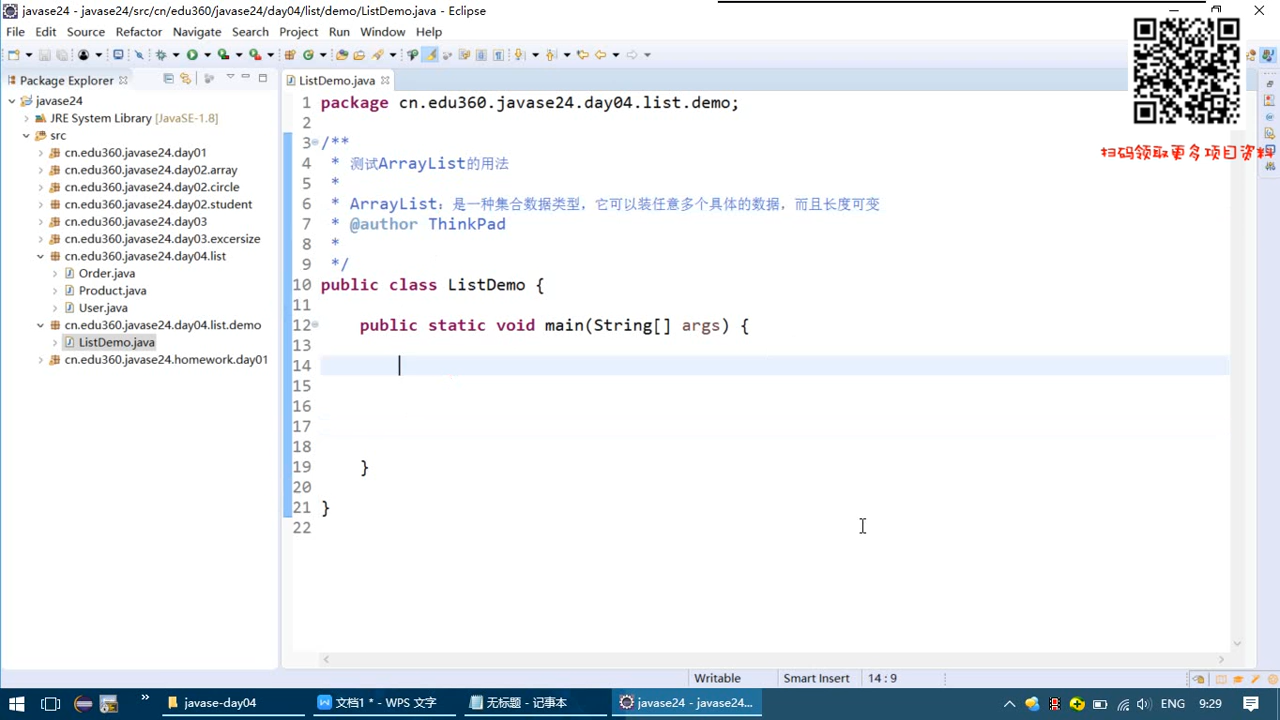 javase24 - javase24/src/cn/edu360/javase24/day04/list/demo/ListDemo.java - Eclipse
File Edit Source Refactor Navigate Search Project Run Window Help
扫码领取更多项目资料
Package Explorer
javase24
JRE System Library [JavaSE-1.8]
src
cn.edu360.javase24.day01
cn.edu360.javase24.day02.array
cn.edu360.javase24.day02.circle
cn.edu360.javase24.day02.student
cn.edu360.javase24.day03
cn.edu360.javase24.day03.excersize
cn.edu360.javase24.day04.list
Order.java
Product.java
User.java
cn.edu360.javase24.day04.list.demo
ListDemo.java
cn.edu360.javase24.homework.day01
ListDemo.java
1 package cn.edu360.javase24.day04.list.demo;
2
3 /**
4 * 测试ArrayList的用法
5 *
6 * ArrayList：是一种集合数据类型，它可以装任意多个具体的数据，而且长度可变
7 * @author ThinkPad
8 *
9 */
10 public class ListDemo {
11
12 public static void main(String[] args) {
13
14
15
16
17
18
19 }
20
21 }
22
Writable Smart Insert 14 : 9
javase-day04 文档1 * - WPS 文字 无标题 - 记事本 javase24 - javase24... ENG 9:29